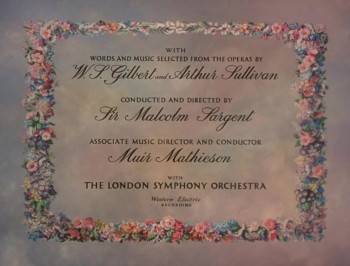 WITH
WORDS AND MUSIC SELECTED FROM THE OPERAS BY
W.S. Gilbert and Arthur Sullivan
CONDUCTED AND DIRECTED BY
Sir Malcolm Sargent
ASSOCIATE MUSIC DIRECTOR AND CONDUCTOR
Muir Mathieson
WITH
THE LONDON SYMPHONY ORCHESTRA
Western Electric
RECORDING